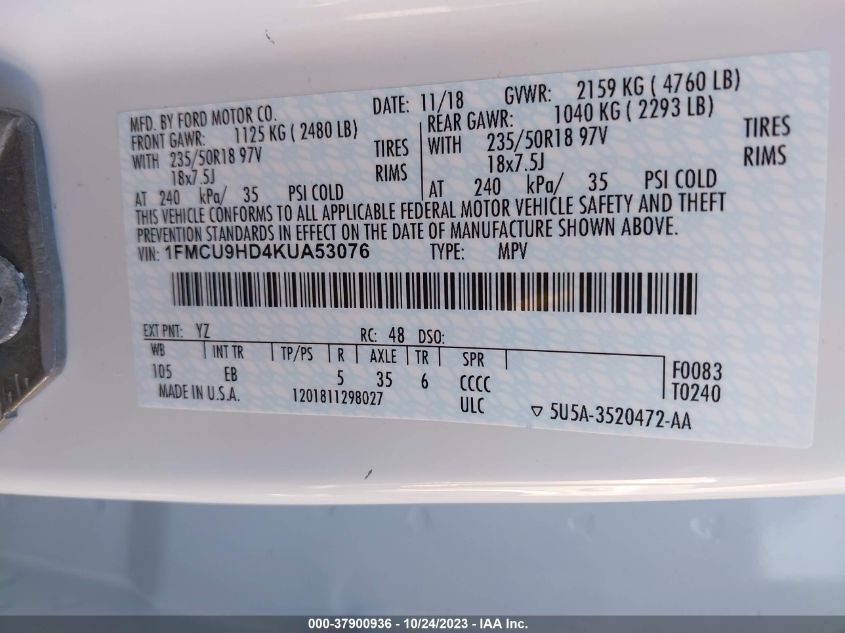 MFD. BY FORD MOTOR CO.
DATE: 11/18 GVWR: 2159 KG ( 4760 LB)
FRONT GAWR: 1125 KG ( 2480 LB)
REAR GAWR: 1040 KG ( 2293 LB)
WITH 235/50R18 97V TIRES
WITH 235/50R18 97V TIRES
18x7.5J RIMS
18x7.5J RIMS
AT 240 kPa/ 35 PSI COLD
AT 240 kPa/ 35 PSI COLD
THIS VEHICLE CONFORMS TO ALL APPLICABLE FEDERAL MOTOR VEHICLE SAFETY AND THEFT
PREVENTION STANDARDS IN EFFECT ON THE DATE OF MANUFACTURE SHOWN ABOVE.
VIN: 1FMCU9HD4KUA53076 TYPE: MPV
EXT PNT: YZ RC: 48 DSO:
WB INT TR TP/PS R AXLE TR SPR
105 EB 5 35 6 CCCC F0083
MADE IN U.S.A. 1201811298027 ULC T0240
▽ 5U5A-3520472-AA
000-37900936 - 10/24/2023 - IAA Inc.